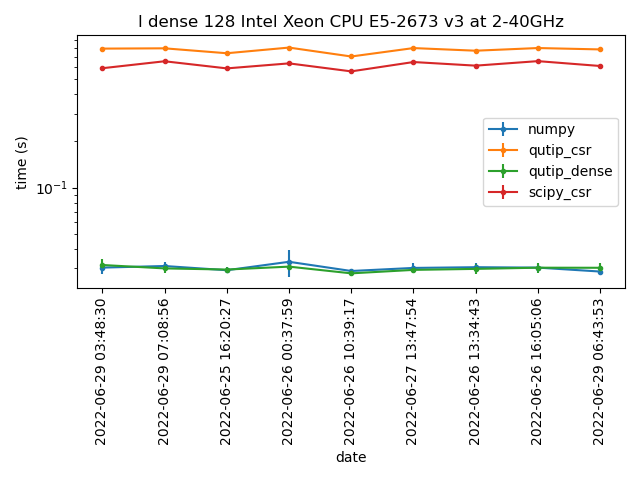 I dense 128 Intel Xeon CPU E5-2673 v3 at 2-40GHz
time (s)
10⁻¹
numpy
qutip_csr
qutip_dense
scipy_csr
2022-06-29 03:48:30
2022-06-29 07:08:56
2022-06-25 16:20:27
2022-06-26 00:37:59
2022-06-26 10:39:17
2022-06-27 13:47:54
2022-06-26 13:34:43
2022-06-26 16:05:06
2022-06-29 06:43:53
date